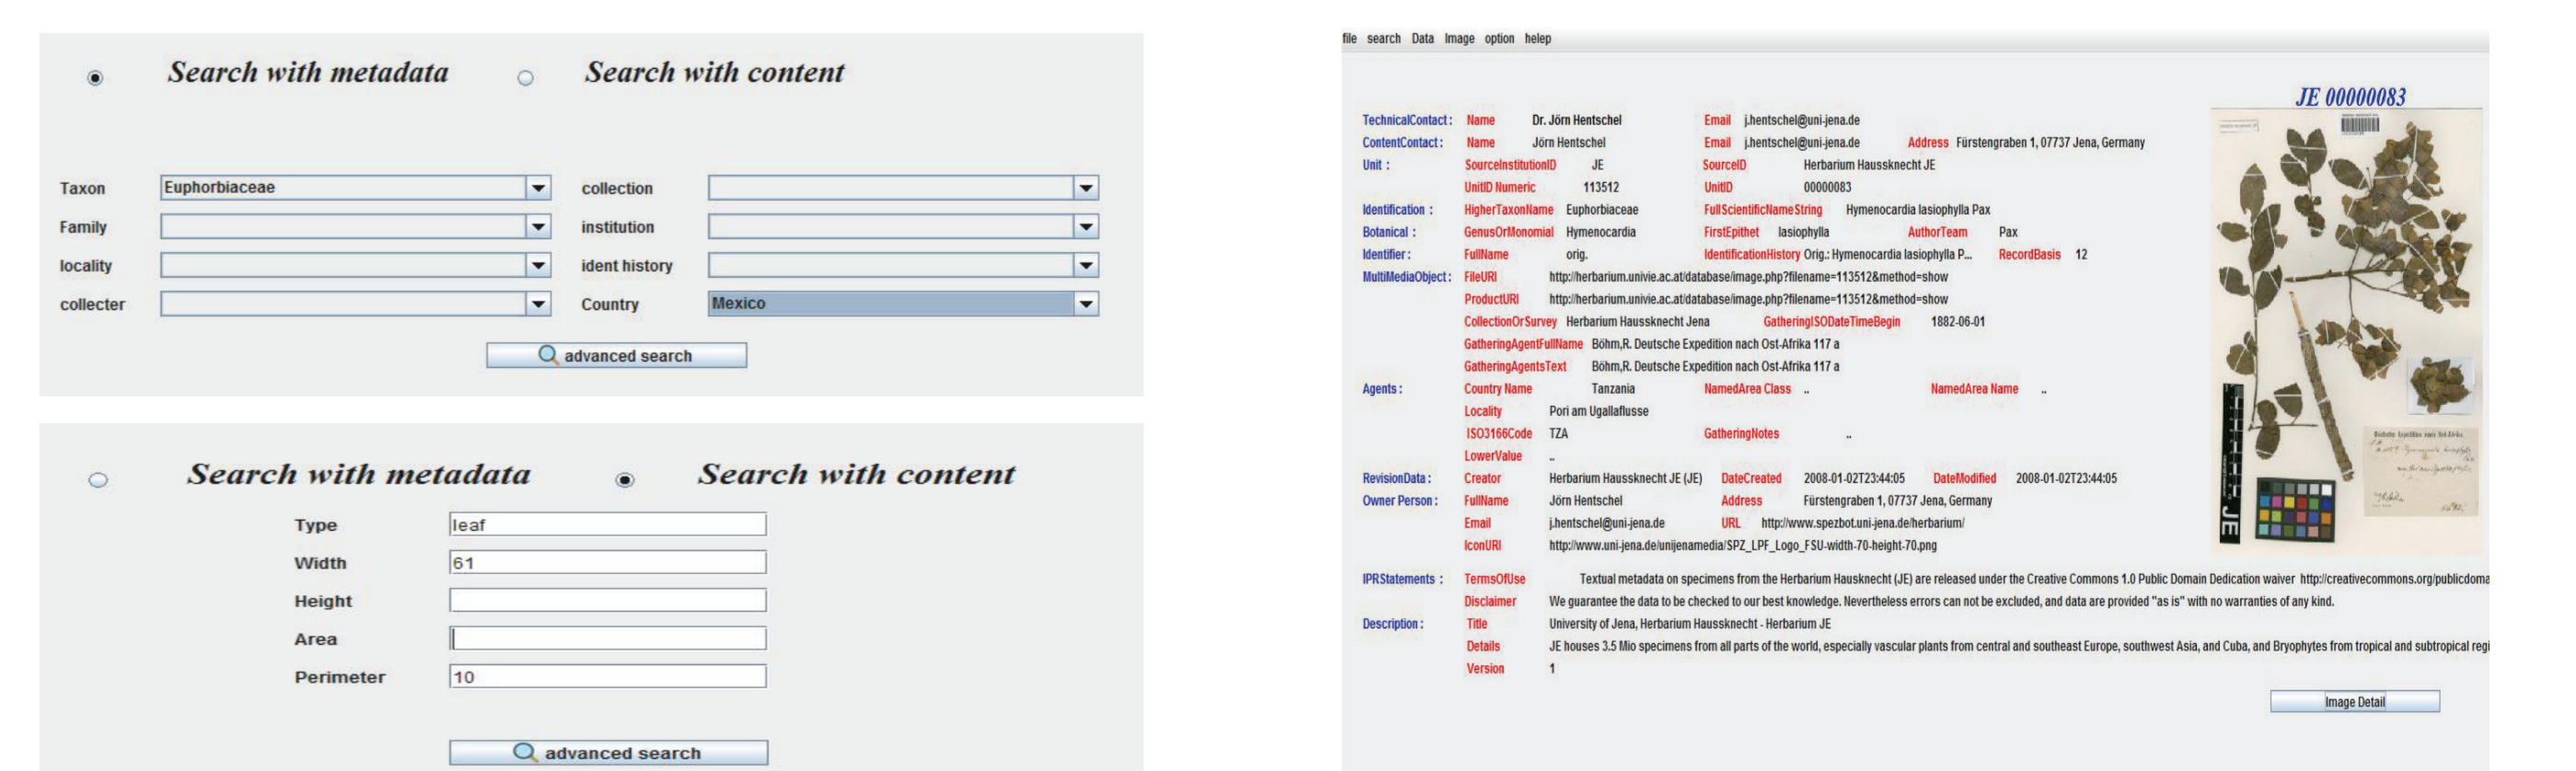 Search with metadata Search with content
Taxon Euphorbiaceae collection
Family institution
locality ident history
collecter Country Mexico
advanced search
Search with metadata Search with content
Type leaf
Width 61
Height
Area
Perimeter 10
advanced search
file search Data Image option helep
JE 00000083
TechnicalContact : Name Dr. Jörn Hentschel Email j.hentschel@uni-jena.de
ContentContact : Name Jörn Hentschel Email j.hentschel@uni-jena.de Address Fürstengraben 1, 07737 Jena, Germany
Unit : SourceInstitutionID JE SourceID Herbarium Haussknecht JE
UnitID Numeric 113512 UnitID 00000083
Identification : HigherTaxonName Euphorbiaceae FullScientificNameString Hymenocardia lasiophylla Pax
Botanical : GenusOrMonomial Hymenocardia FirstEpithet lasiophylla AuthorTeam Pax
Identifier : FullName orig. IdentificationHistory Orig.: Hymenocardia lasiophylla P... RecordBasis 12
MultiMediaObject : FileURI http://herbarium.univie.ac.at/database/image.php?filename=113512&method=show
ProductURI http://herbarium.univie.ac.at/database/image.php?filename=113512&method=show
CollectionOrSurvey Herbarium Haussknecht Jena GatheringISODateTimeBegin 1882-06-01
GatheringAgentFullName Böhm,R. Deutsche Expedition nach Ost-Afrika 117 a
GatheringAgentsText Böhm,R. Deutsche Expedition nach Ost-Afrika 117 a
Agents : Country Name Tanzania NamedArea Class .. NamedArea Name ..
Locality Pori am Ugallaflusse
ISO3166Code TZA GatheringNotes ..
LowerValue ..
RevisionData : Creator Herbarium Haussknecht JE (JE) DateCreated 2008-01-02T23:44:05 DateModified 2008-01-02T23:44:05
Owner Person : FullName Jörn Hentschel Address Fürstengraben 1, 07737 Jena, Germany
Email j.hentschel@uni-jena.de URL http://www.spezbot.uni-jena.de/herbarium/
IconURI http://www.uni-jena.de/unijenamedia/SPZ_LPF_Logo_FSU-width-70-height-70.png
IPRStatements : TermsOfUse Textual metadata on specimens from the Herbarium Hausknecht (JE) are released under the Creative Commons 1.0 Public Domain Dedication waiver http://creativecommons.org/publicdoma
Disclaimer We guarantee the data to be checked to our best knowledge. Nevertheless errors can not be excluded, and data are provided "as is" with no warranties of any kind.
Description : Title University of Jena, Herbarium Haussknecht - Herbarium JE
Details JE houses 3.5 Mio specimens from all parts of the world, especially vascular plants from central and southeast Europe, southwest Asia, and Cuba, and Bryophytes from tropical and subtropical regi
Version 1
Image Detail
JE
Deutsche Expedition nach Ost-Afrika.